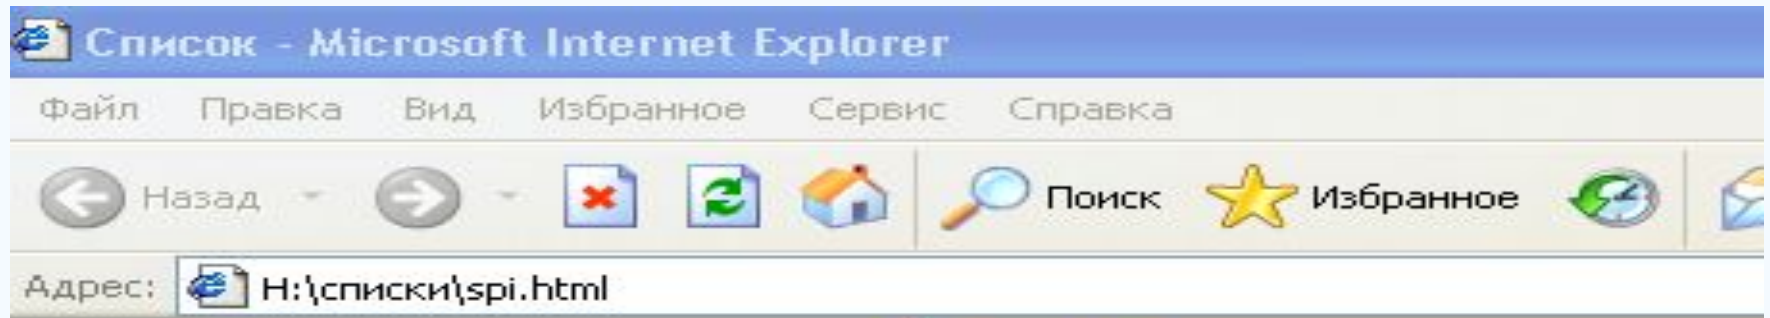 Список - Microsoft Internet Explorer
Файл Правка Вид Избранное Сервис Справка
Назад Поиск Избранное
Адрес: H:\списки\spi.html